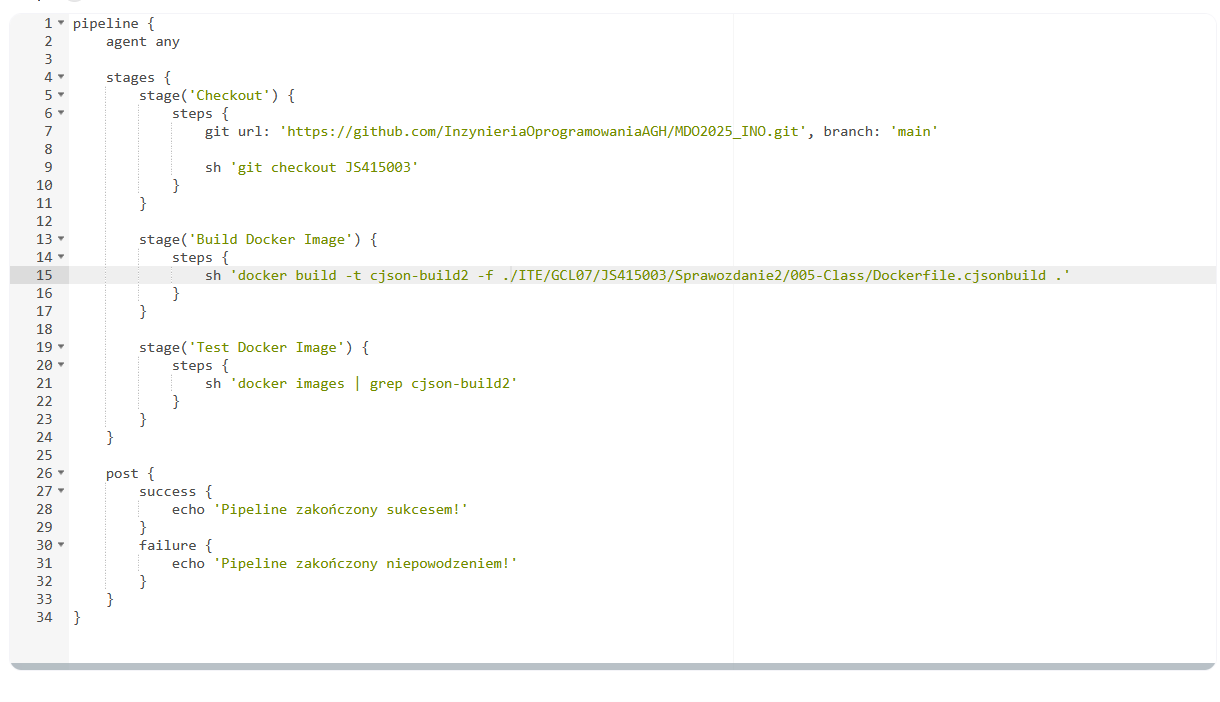 1 pipeline {
2     agent any
3
4     stages {
5         stage('Checkout') {
6             steps {
7                 git url: 'https://github.com/InzynieriaOprogramowaniaAGH/MDO2025_INO.git', branch: 'main'
8
9                 sh 'git checkout JS415003'
10             }
11         }
12
13         stage('Build Docker Image') {
14             steps {
15                 sh 'docker build -t cjson-build2 -f ./ITE/GCL07/JS415003/Sprawozdanie2/005-Class/Dockerfile.cjsonbuild .'
16             }
17         }
18
19         stage('Test Docker Image') {
20             steps {
21                 sh 'docker images | grep cjson-build2'
22             }
23         }
24     }
25
26     post {
27         success {
28             echo 'Pipeline zakończony sukcesem!'
29         }
30         failure {
31             echo 'Pipeline zakończony niepowodzeniem!'
32         }
33     }
34 }